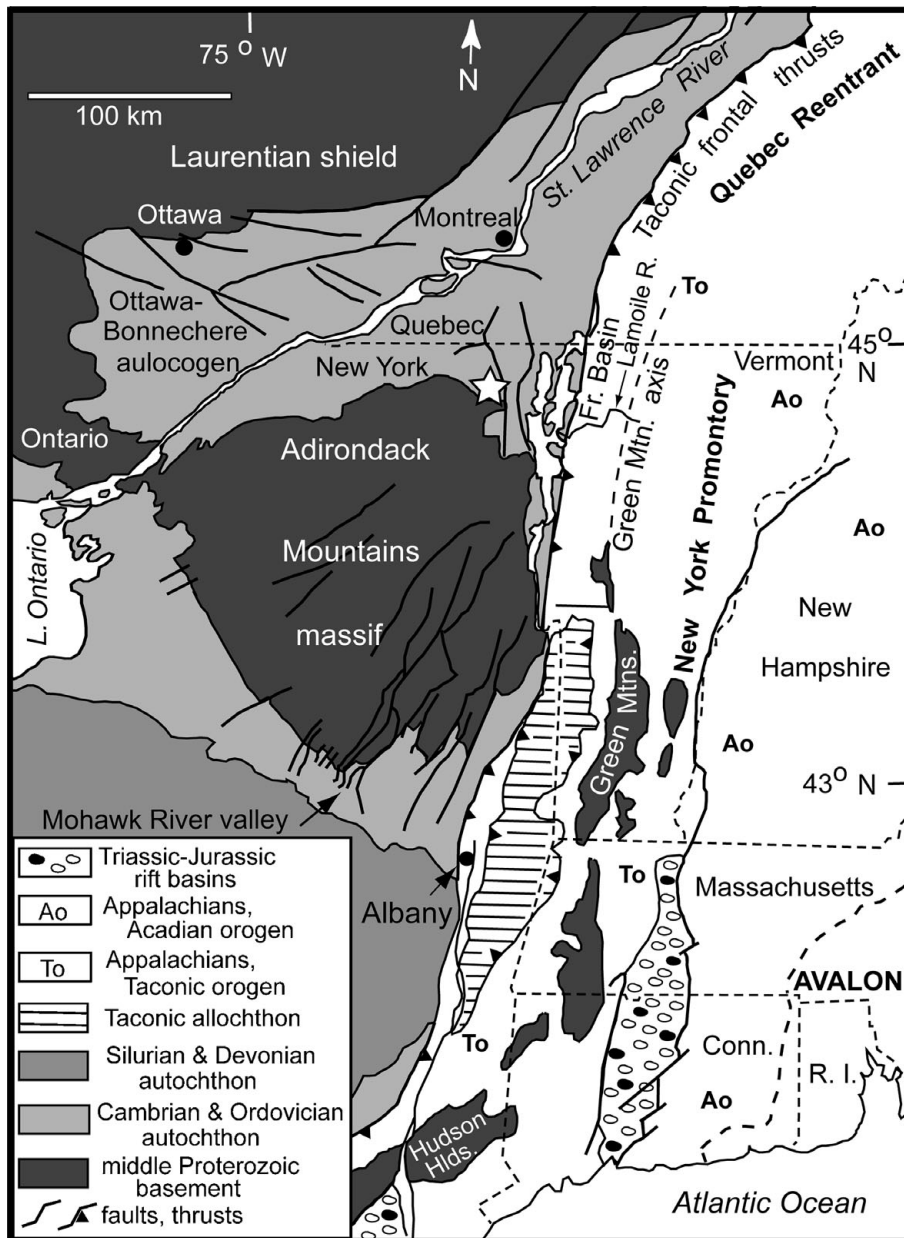 75° W
N
100 km
Laurentian shield
Ottawa
Montreal
St. Lawrence River
Taconic frontal thrusts
Quebec Reentrant
Ottawa-
Bonnechere
aulocogen
Quebec
New York
To
Fr. Basin
Lamoile R.
Green Mtn.
axis
Vermont
45° N
Ao
Ontario
Adirondack
Mountains
massif
L. Ontario
New York Promontory
Ao
New
Hampshire
Green Mtns.
Ao
43° N
Mohawk River valley
Albany
To
Massachusetts
AVALON
To
Conn.
R. I.
Ao
Hudson
Hlds.
Atlantic Ocean
Triassic-Jurassic
rift basins
Ao
Appalachians,
Acadian orogen
To
Appalachians,
Taconic orogen
Taconic allochthon
Silurian & Devonian
autochthon
Cambrian & Ordovician
autochthon
middle Proterozoic
basement
faults, thrusts